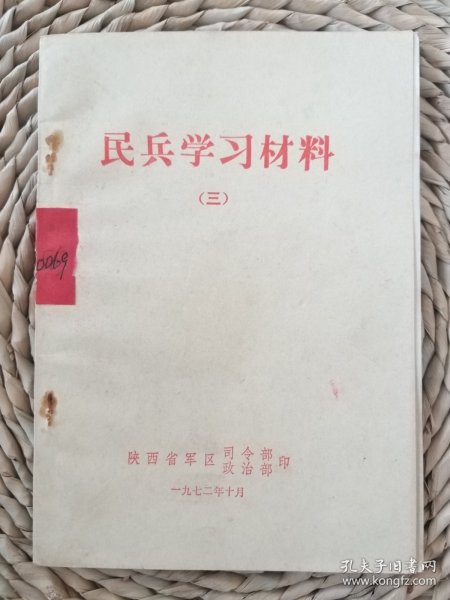 民兵学习材料
（三）
0069
陕西省军区司令部政治部印
一九七二年十月
孔夫子旧书网
www.kongfz.com